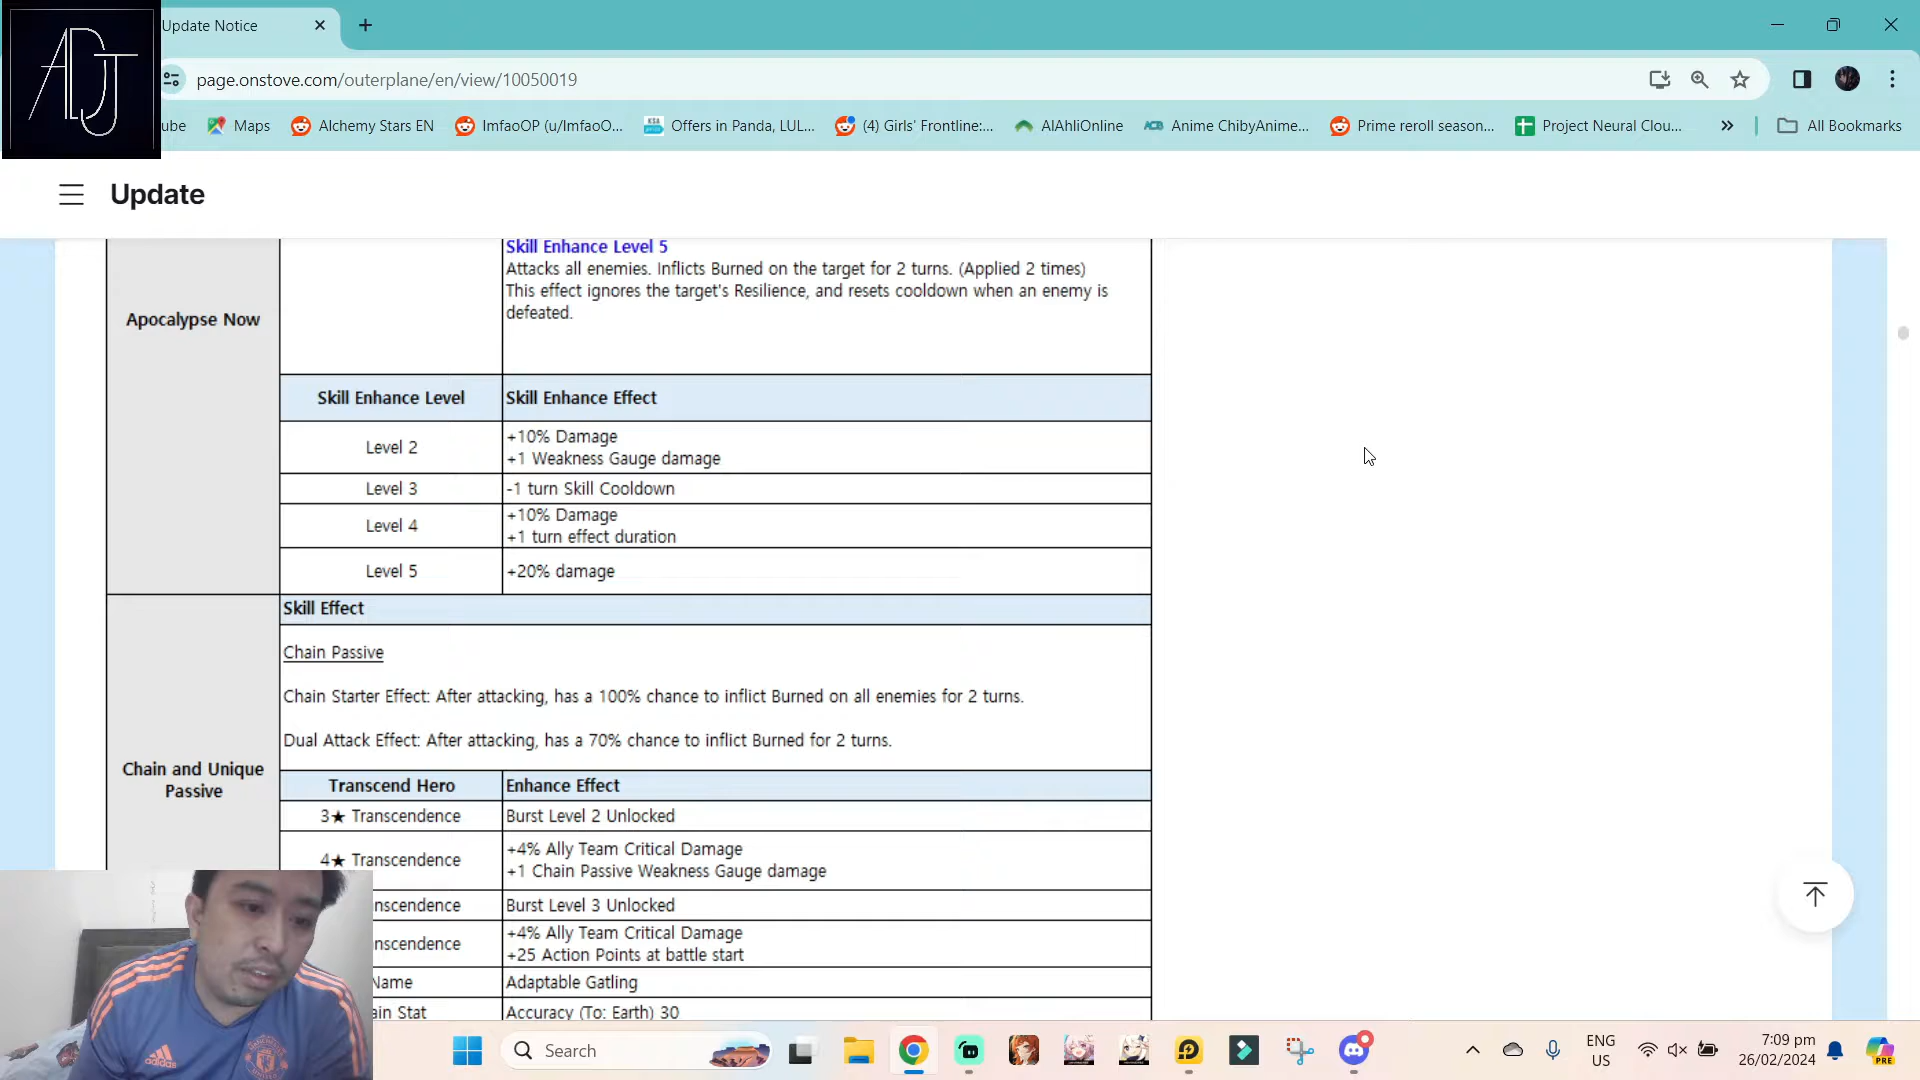 ADJT
Update Notice
page.onstove.com/outerplane/en/view/10050019
ube
Maps
Alchemy Stars EN
lmfaoOP (u/lmfaoO...
Offers in Panda, LUL...
(4) Girls' Frontline:...
AlAhliOnline
Anime ChibyAnime...
Prime reroll season...
Project Neural Clou...
All Bookmarks
Update
Apocalypse Now
Skill Enhance Level 5
Attacks all enemies. Inflicts Burned on the target for 2 turns. (Applied 2 times)
This effect ignores the target's Resilience, and resets cooldown when an enemy is
defeated.
Skill Enhance Level
Skill Enhance Effect
Level 2
+10% Damage
+1 Weakness Gauge damage
Level 3
-1 turn Skill Cooldown
Level 4
+10% Damage
+1 turn effect duration
Level 5
+20% damage
Chain and Unique
Passive
Skill Effect
Chain Passive
Chain Starter Effect: After attacking, has a 100% chance to inflict Burned on all enemies for 2 turns.
Dual Attack Effect: After attacking, has a 70% chance to inflict Burned for 2 turns.
Transcend Hero
Enhance Effect
3★ Transcendence
Burst Level 2 Unlocked
4★ Transcendence
+4% Ally Team Critical Damage
+1 Chain Passive Weakness Gauge damage
nscendence
Burst Level 3 Unlocked
nscendence
+4% Ally Team Critical Damage
+25 Action Points at battle start
Name
Adaptable Gatling
ain Stat
Accuracy (To: Earth) 30
Search
ENG
US
7:09 pm
26/02/2024
PRE